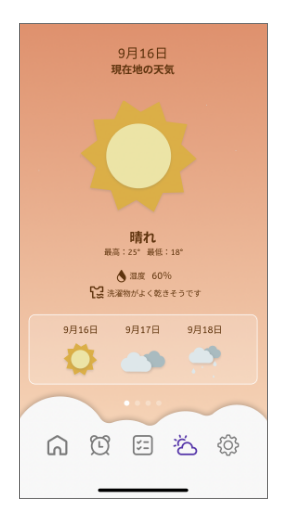 9月16日
現在地の天気
晴れ
最高：25° 最低：18°
湿度 60%
洗濯物がよく乾きそうです
9月16日 9月17日 9月18日